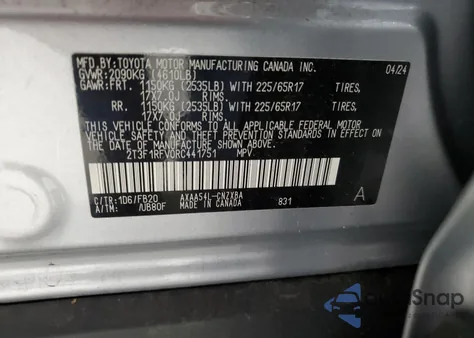 MFD.BY:TOYOTA MOTOR MANUFACTURING CANADA INC.
GVWR:2090KG (4610LB) 04/24
GAWR:FRT. 1150KG (2535LB) WITH 225/65R17 TIRES,
17X7.0J RIMS,
RR. 1150KG (2535LB) WITH 225/65R17 TIRES,
17X7.0J RIMS,
THIS VEHICLE CONFORMS TO ALL APPLICABLE FEDERAL MOTOR
VEHICLE SAFETY AND THEFT PREVENTION STANDARDS IN EFFECT ON THE
DATE OF MANUFACTURE SHOWN ABOVE.
2T3F1RFV0RC441751 MPV
C/TR:1D6/FB20 AXAA54L-CNZXBA
A/TM: /UB80F MADE IN CANADA 831
A